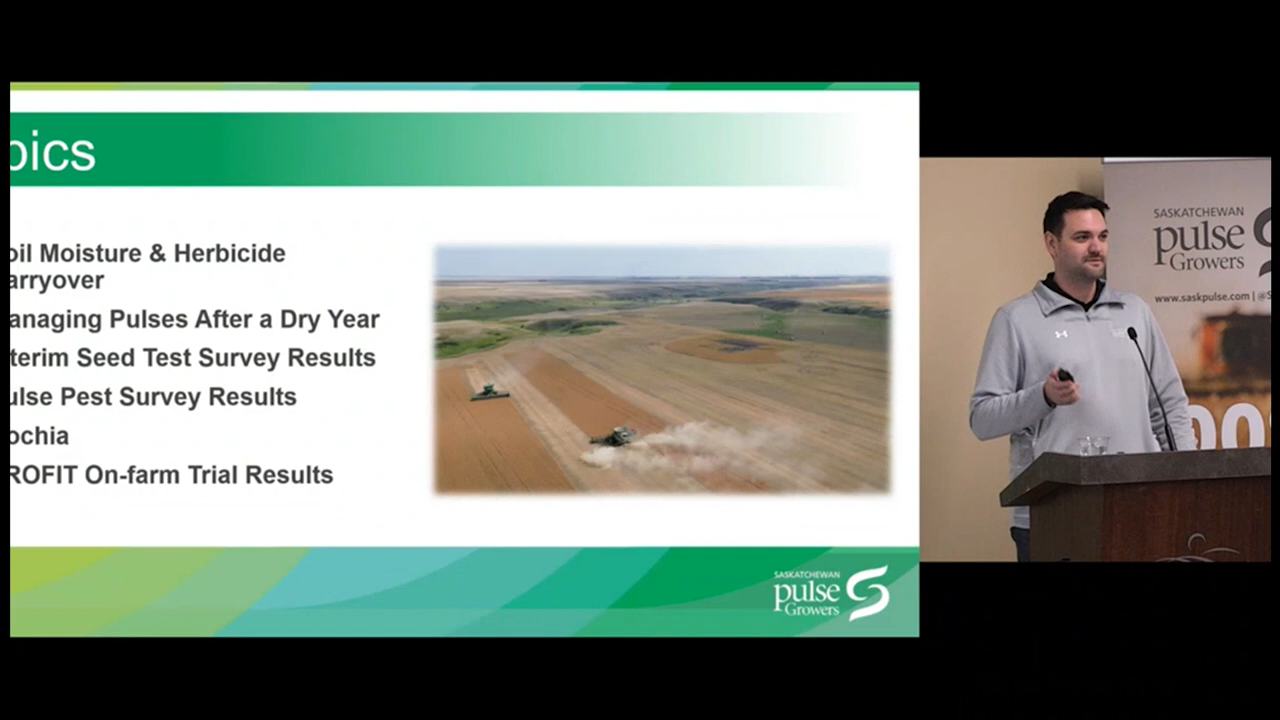 pics
oil Moisture & Herbicide
arryover
anaging Pulses After a Dry Year
terim Seed Test Survey Results
ulse Pest Survey Results
ochia
ROFIT On-farm Trial Results
SASKATCHEWAN
pulse
GROWERS
SASKATCHEWAN
pulse
GROWERS
www.saskpulse.com | @S